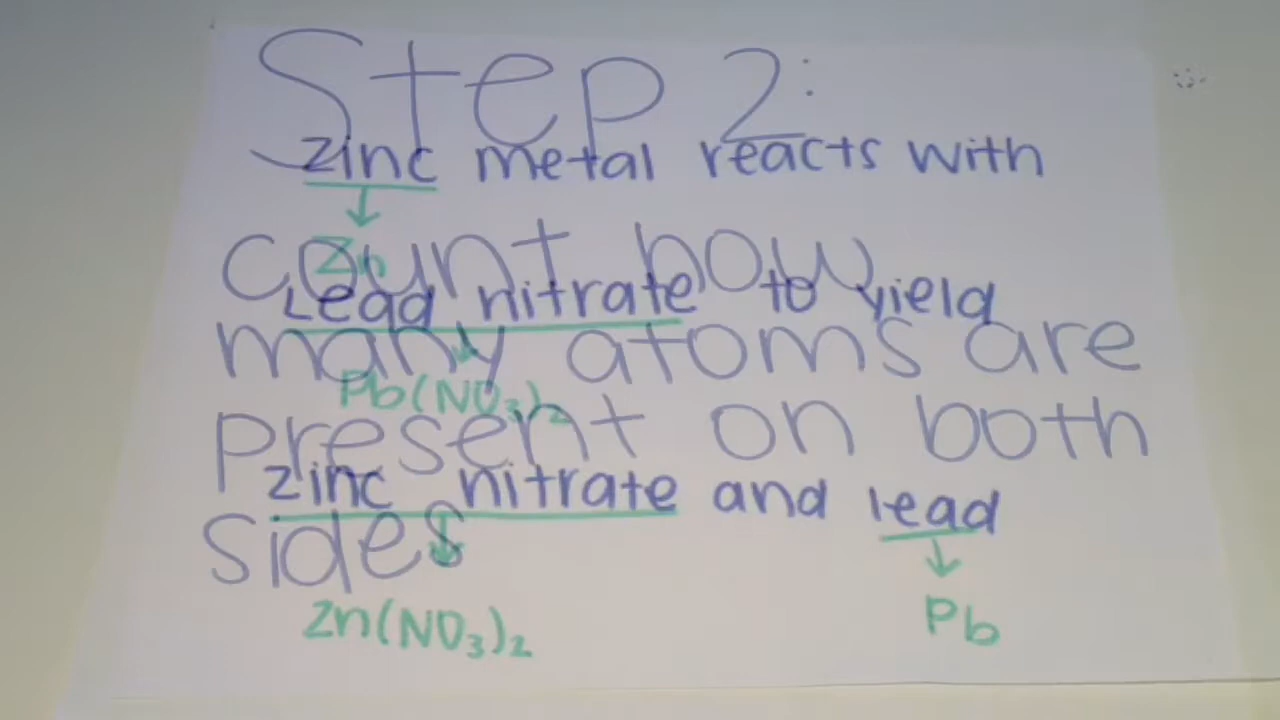 Step 2:
zinc metal reacts with
Zn
count how
Lead nitrate to yield
many atoms are
Pb(NO₃)₂
present on both
zinc nitrate and lead
sides
Zn(NO₃)₂ Pb